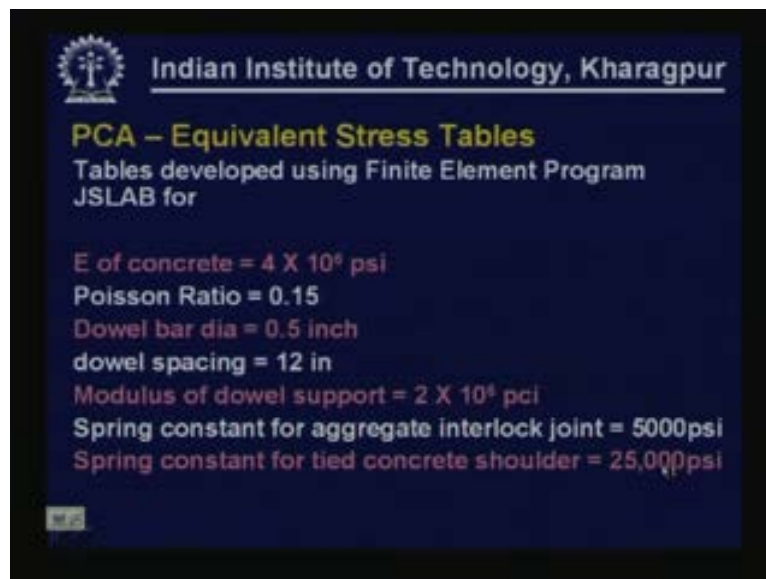 Indian Institute of Technology, Kharagpur
PCA – Equivalent Stress Tables
Tables developed using Finite Element Program
JSLAB for
E of concrete = 4 X 10⁶ psi
Poisson Ratio = 0.15
Dowel bar dia = 0.5 inch
dowel spacing = 12 in
Modulus of dowel support = 2 X 10⁶ pci
Spring constant for aggregate interlock joint = 5000psi
Spring constant for tied concrete shoulder = 25,000psi